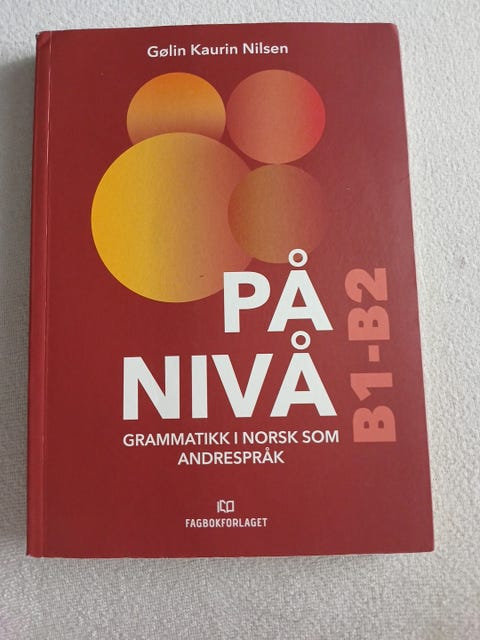 Gølin Kaurin Nilsen
PÅ
NIVÅ
B1-B2
GRAMMATIKK I NORSK SOM
ANDRESPRÅK
FAGBOKFORLAGET